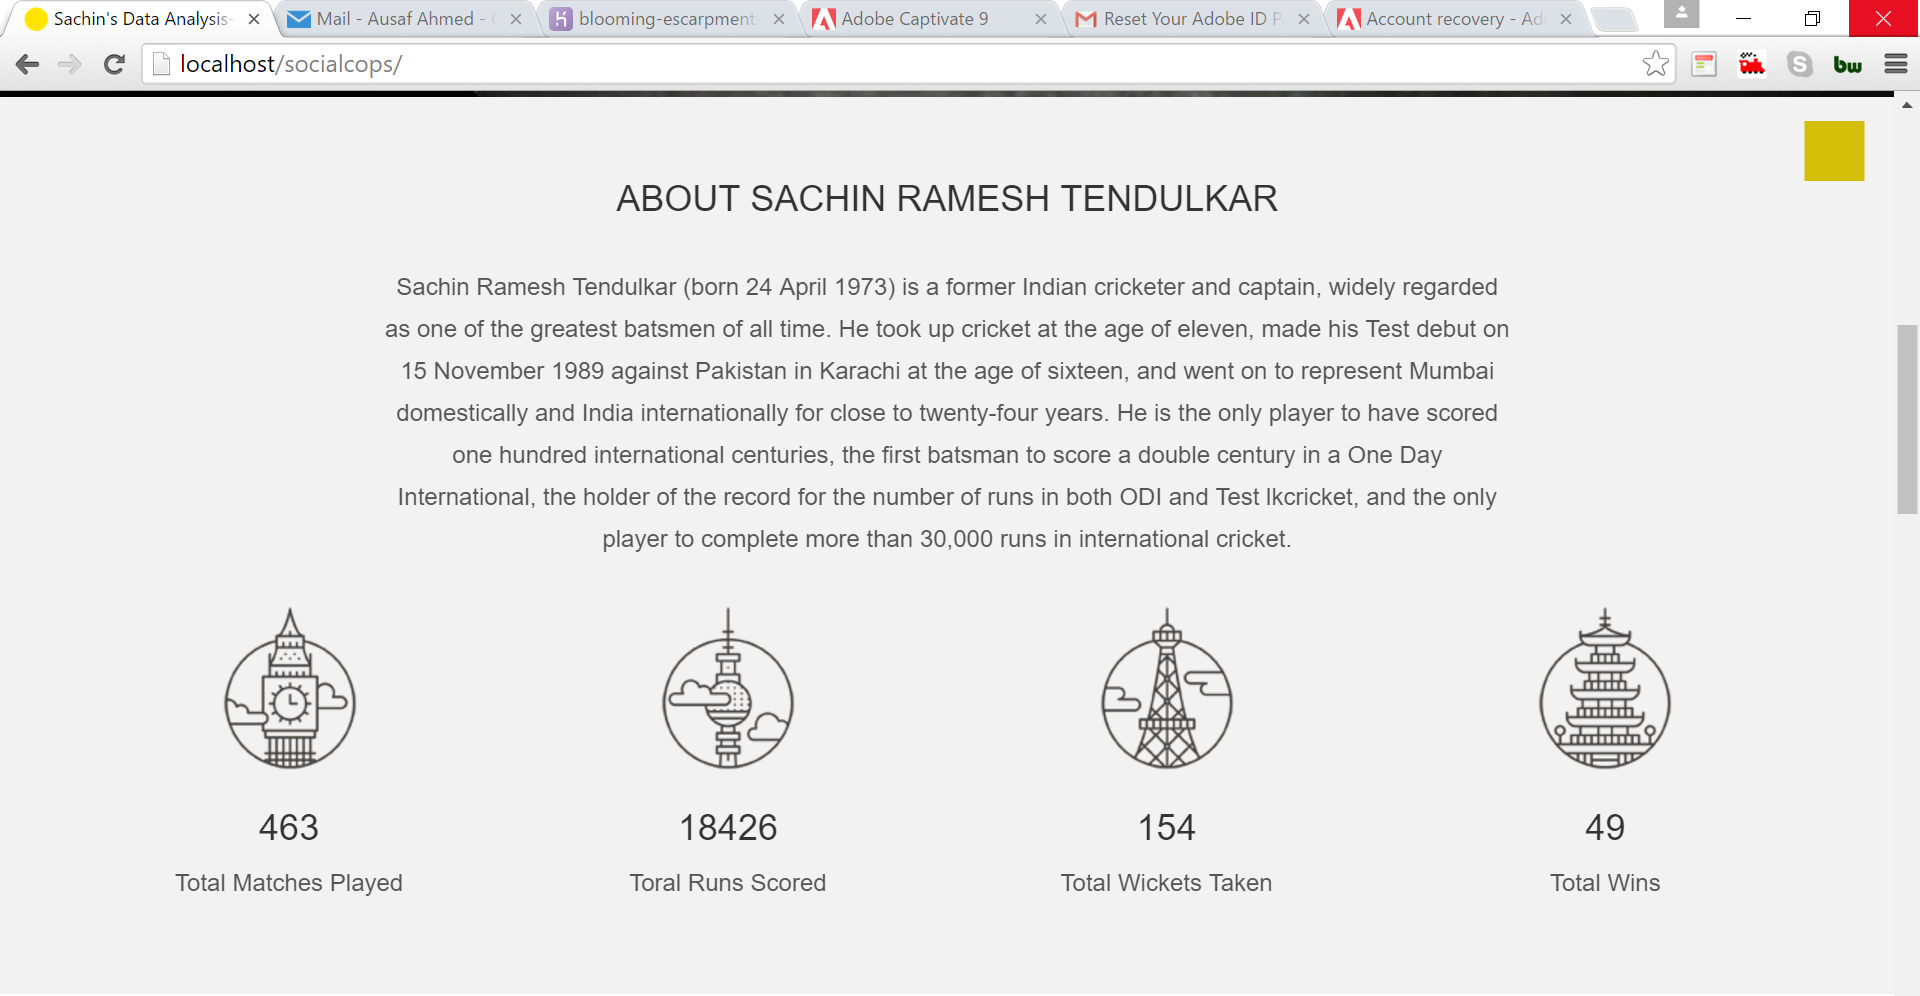 Sachin's Data Analysis-
Mail - Ausaf Ahmed -
blooming-escarpment
Adobe Captivate 9
Reset Your Adobe ID P
Account recovery - Ad
localhost/socialcops/
bw
ABOUT SACHIN RAMESH TENDULKAR
Sachin Ramesh Tendulkar (born 24 April 1973) is a former Indian cricketer and captain, widely regarded
as one of the greatest batsmen of all time. He took up cricket at the age of eleven, made his Test debut on
15 November 1989 against Pakistan in Karachi at the age of sixteen, and went on to represent Mumbai
domestically and India internationally for close to twenty-four years. He is the only player to have scored
one hundred international centuries, the first batsman to score a double century in a One Day
International, the holder of the record for the number of runs in both ODI and Test lkcricket, and the only
player to complete more than 30,000 runs in international cricket.
463
18426
154
49
Total Matches Played
Toral Runs Scored
Total Wickets Taken
Total Wins